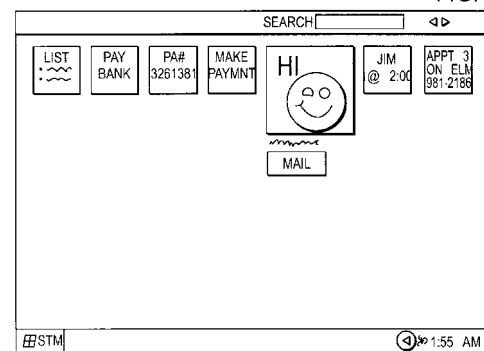 SEARCH
LIST
PAY
BANK
PA#
3261381
MAKE
PAYMNT
HI
JIM
@ 2:00
APPT 3
ON ELM
981-2186
MAIL
STM
1:55 AM